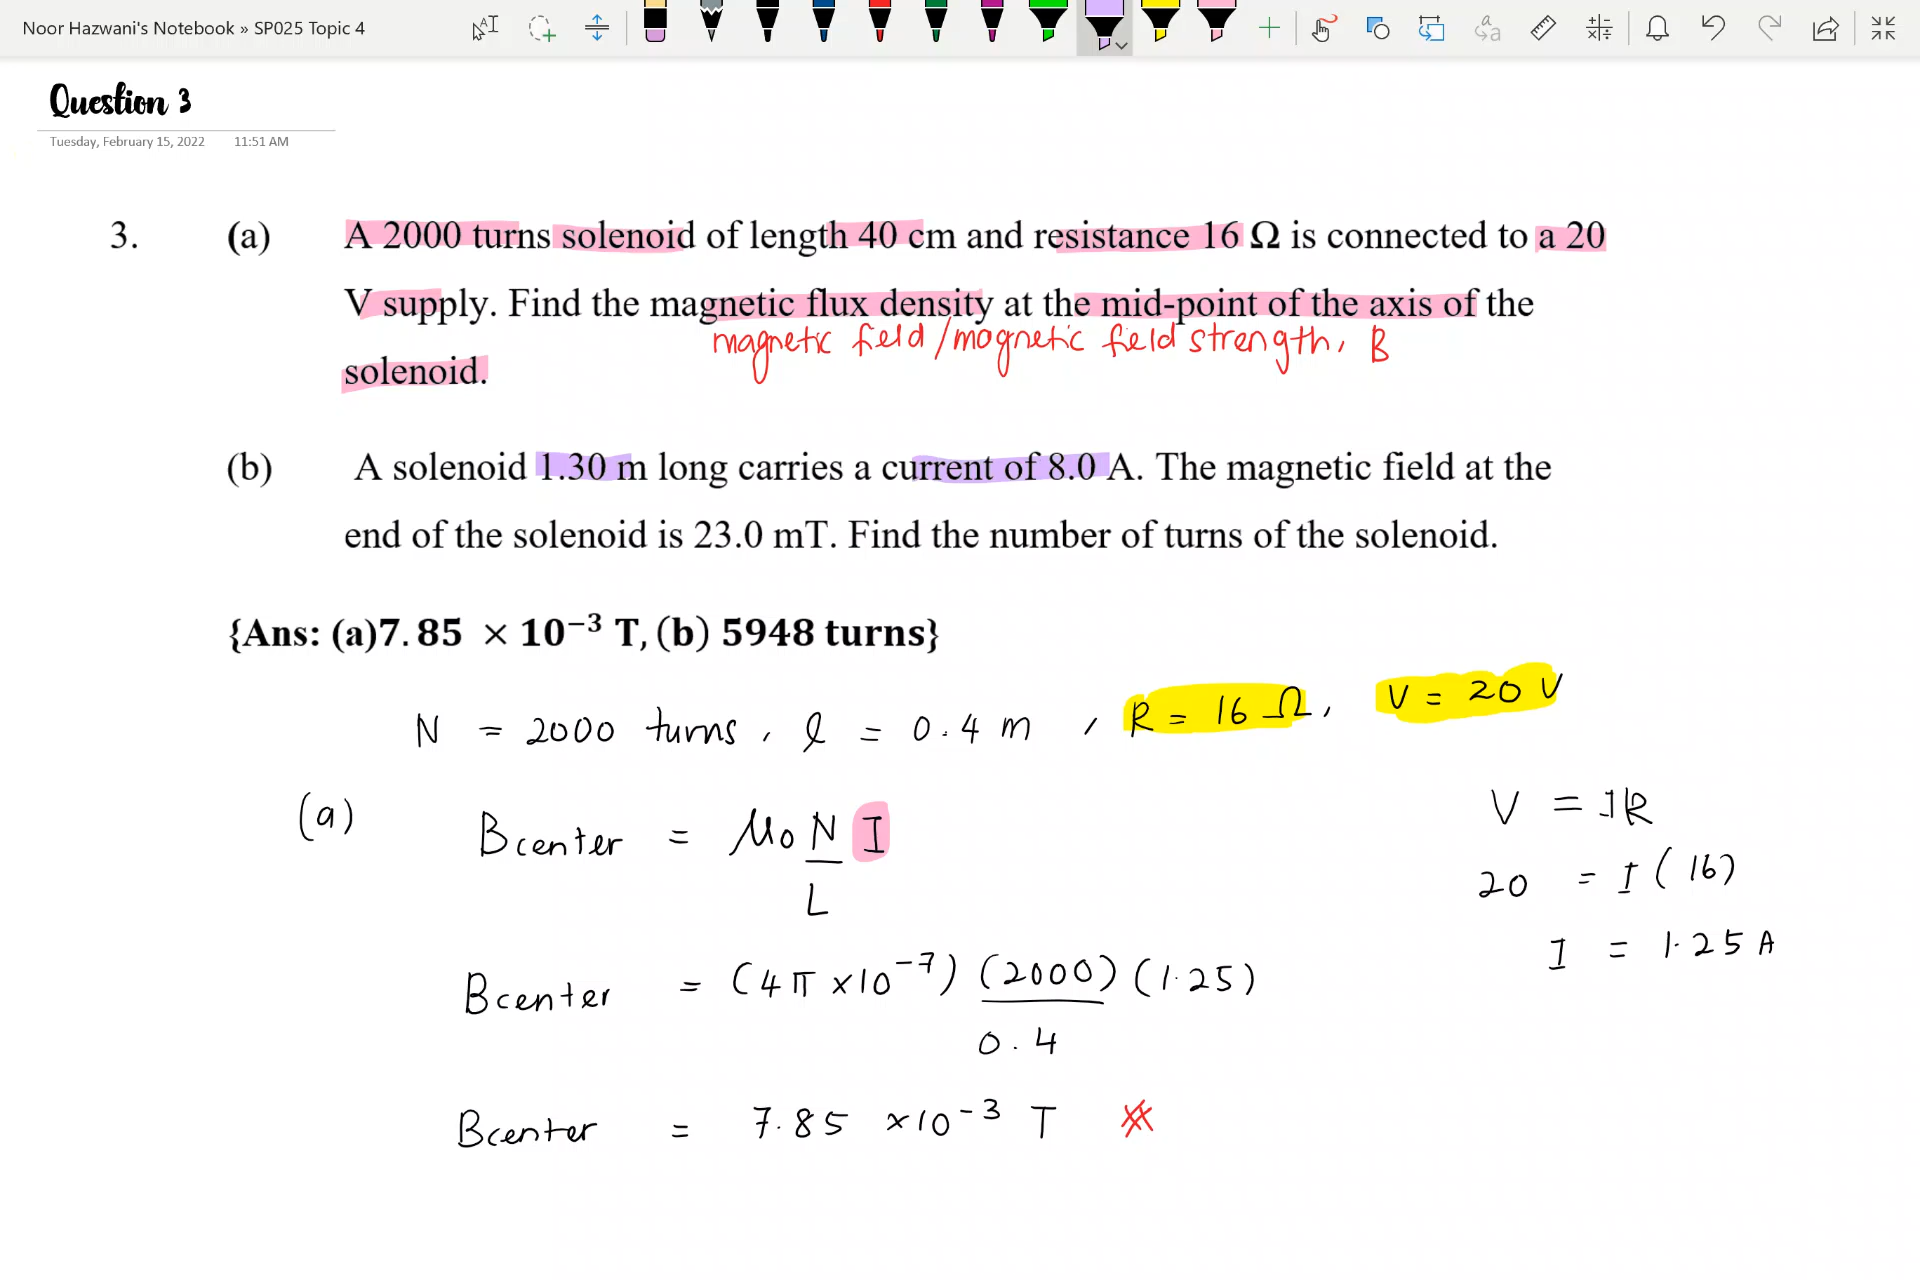 Noor Hazwani's Notebook » SP025 Topic 4
Question 3
Tuesday, February 15, 2022 11:51 AM
3. (a) A 2000 turns solenoid of length 40 cm and resistance 16 Ω is connected to a 20
V supply. Find the magnetic flux density at the mid-point of the axis of the
magnetic field/magnetic field strength, B
solenoid.
(b) A solenoid 1.30 m long carries a current of 8.0 A. The magnetic field at the
end of the solenoid is 23.0 mT. Find the number of turns of the solenoid.
{Ans: (a)7.85 × 10⁻³ T, (b) 5948 turns}
N = 2000 turns, l = 0.4 m, R = 16 Ω, V = 20 V
(a) Bcenter = μ₀ N I
L
V = IR
20 = I (16)
I = 1.25 A
Bcenter = (4π ×10⁻⁷) (2000) (1.25)
0.4
Bcenter = 7.85 ×10⁻³ T